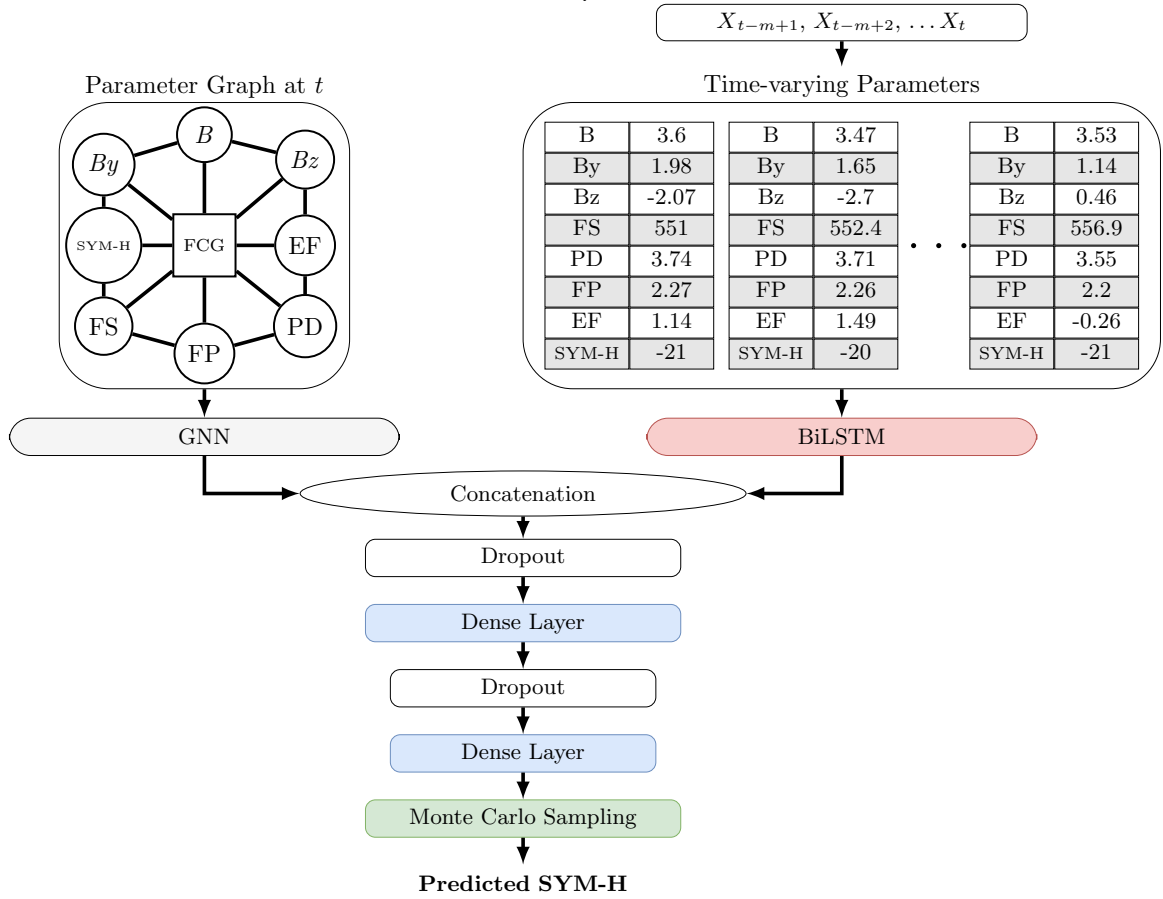 X_{t−m+1}, X_{t−m+2}, ... X_t
Parameter Graph at t
Time-varying Parameters
B
By
Bz
SYM-H
FCG
EF
FS
PD
FP
B 3.6 B 3.47 B 3.53
By 1.98 By 1.65 By 1.14
Bz -2.07 Bz -2.7 Bz 0.46
FS 551 FS 552.4 FS 556.9
. . .
PD 3.74 PD 3.71 PD 3.55
FP 2.27 FP 2.26 FP 2.2
EF 1.14 EF 1.49 EF -0.26
SYM-H -21 SYM-H -20 SYM-H -21
GNN
BiLSTM
Concatenation
Dropout
Dense Layer
Dropout
Dense Layer
Monte Carlo Sampling
Predicted SYM-H